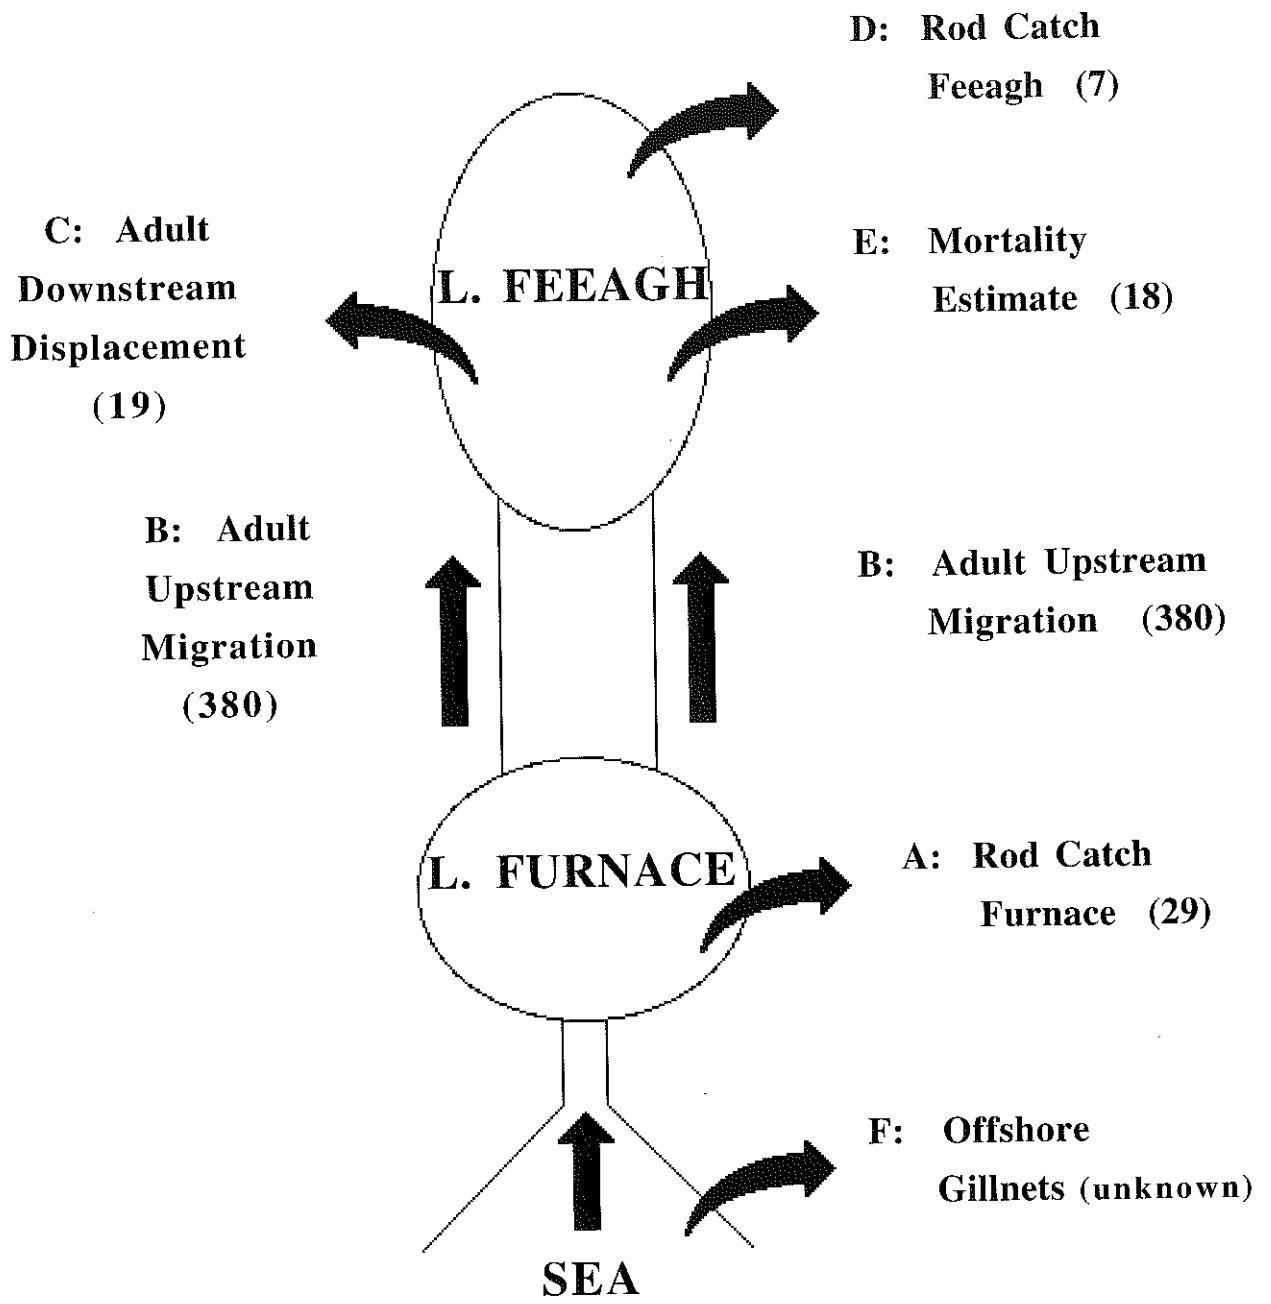 D: Rod Catch
Feeagh (7)
C: Adult
Downstream
Displacement
(19)
L. FEEAGH
E: Mortality
Estimate (18)
B: Adult
Upstream
Migration
(380)
B: Adult Upstream
Migration (380)
L. FURNACE
A: Rod Catch
Furnace (29)
F: Offshore
Gillnets (unknown)
SEA